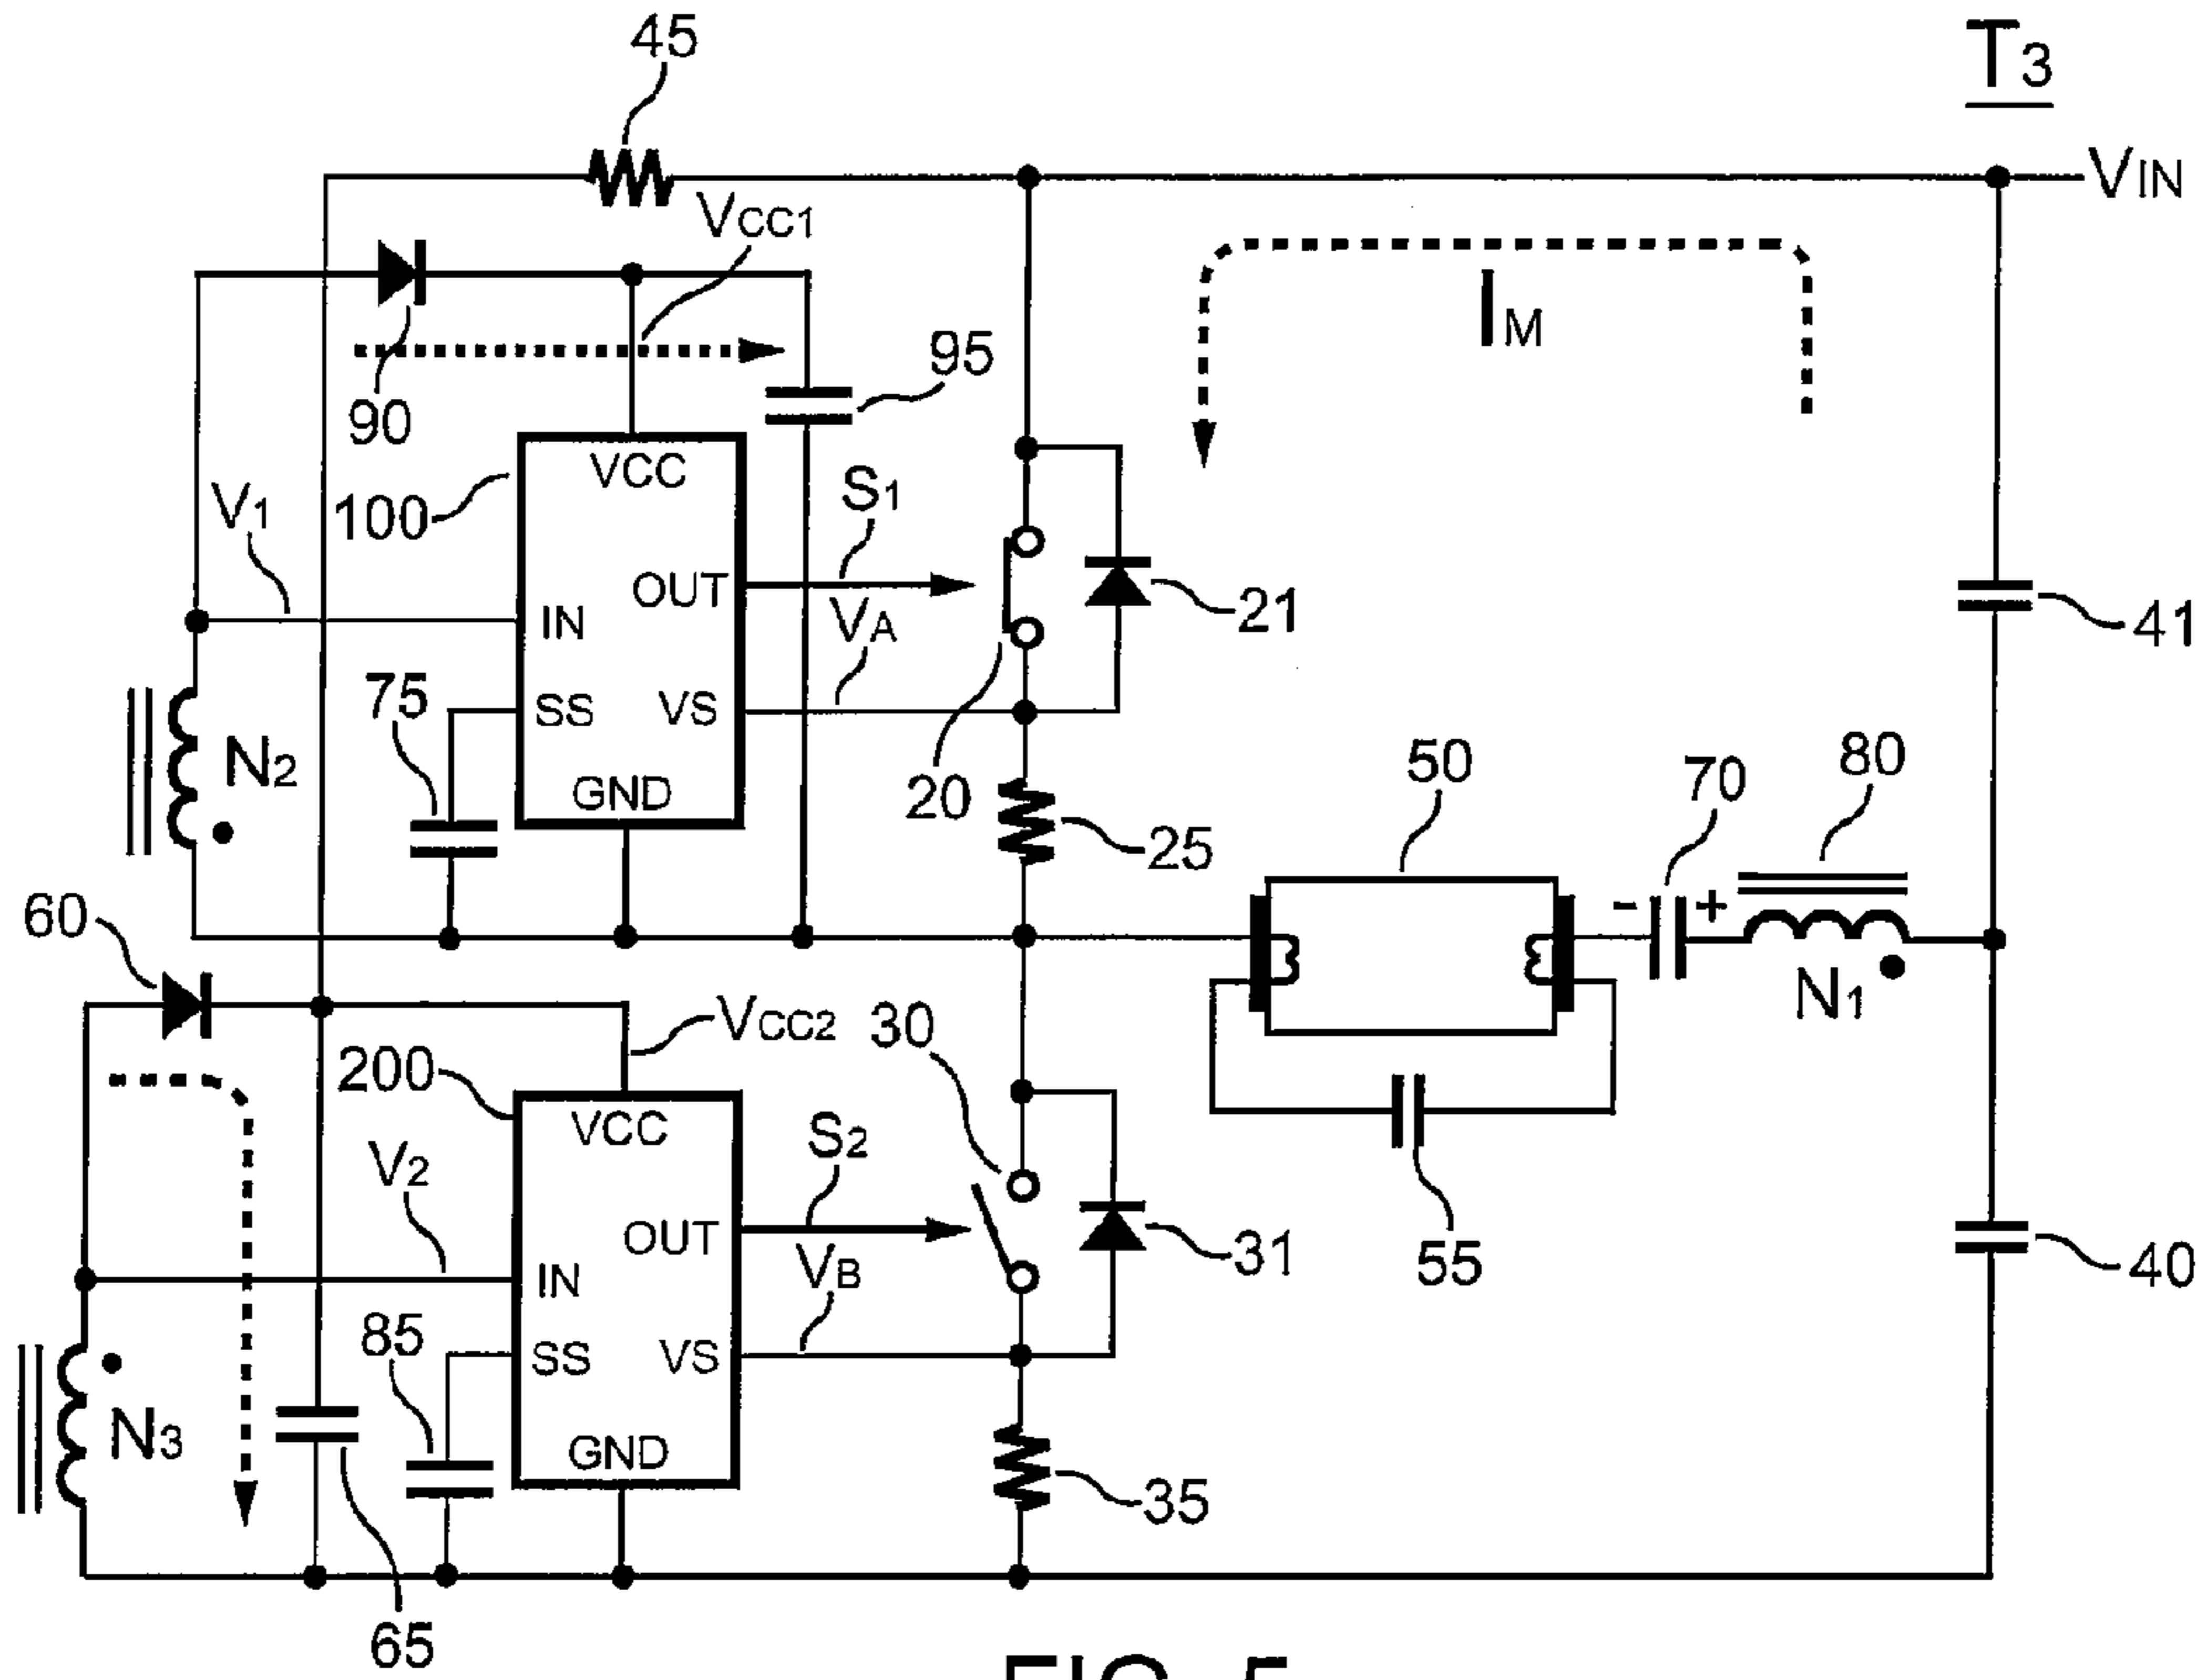 45
T3
VIN
VCC1
IM
90
95
VCC
100
V1
S1
OUT
IN
VA
21
41
75
SS
VS
N2
GND
20
25
50
70
80
- +
N1
60
VCC2
30
200
VCC
S2
V2
OUT
IN
VB
31
55
40
85
SS
VS
N3
GND
35
65